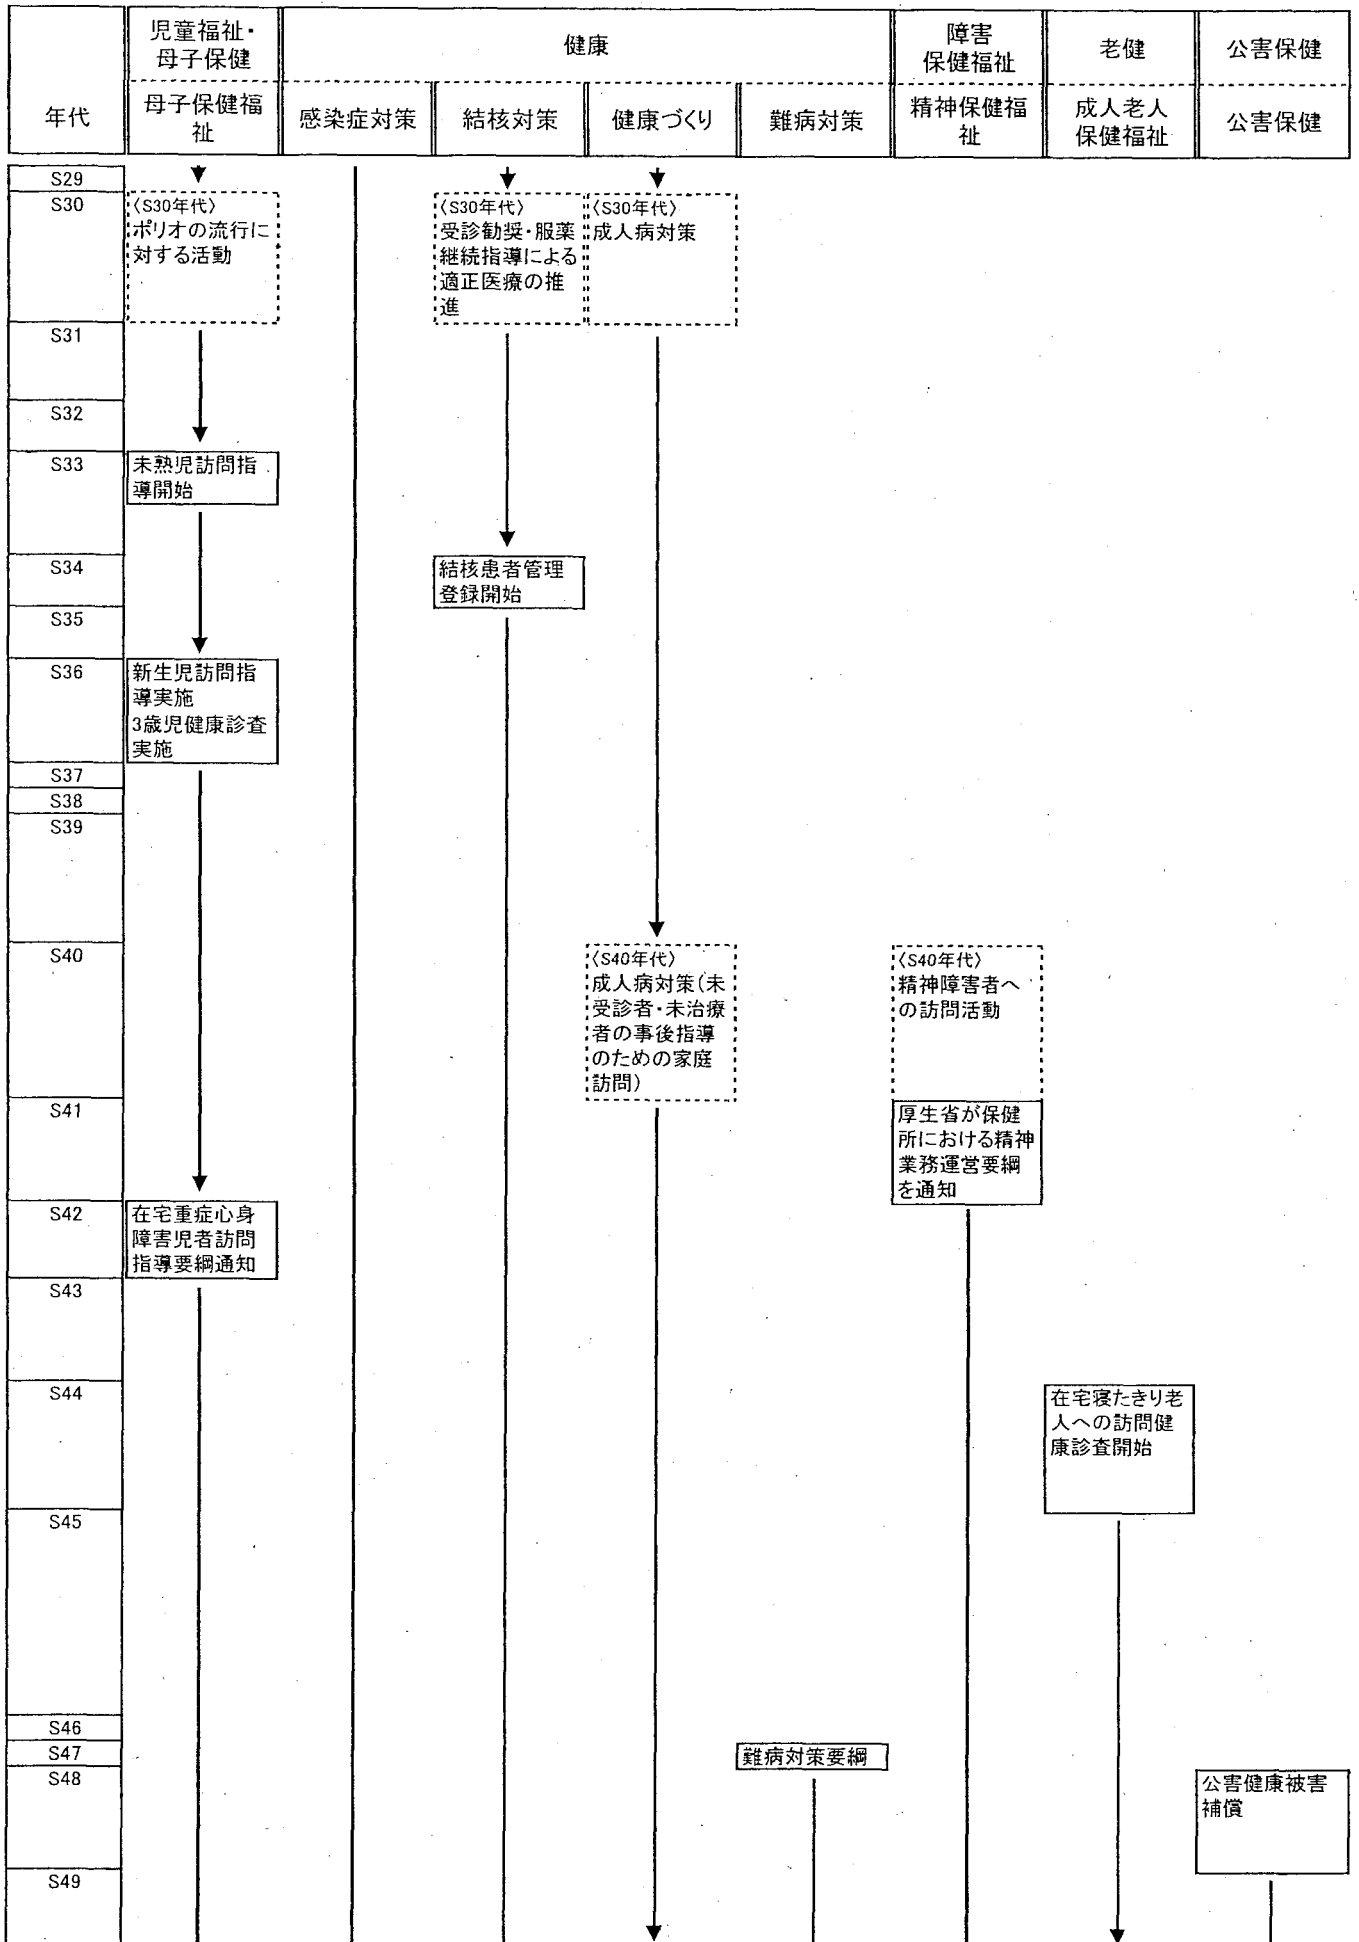 児童福祉・
母子保健
健康
障害
保健福祉
老健
公害保健
年代
母子保健福
祉
感染症対策
結核対策
健康づくり
難病対策
精神保健福
祉
成人老人
保健福祉
公害保健
S29
S30
〈S30年代〉
ポリオの流行に
対する活動
〈S30年代〉
受診勧奨・服薬
継続指導による
適正医療の推
進
〈S30年代〉
成人病対策
S31
S32
S33
未熟児訪問指
導開始
S34
結核患者管理
登録開始
S35
S36
新生児訪問指
導実施
3歳児健康診査
実施
S37
S38
S39
S40
〈S40年代〉
成人病対策(未
受診者・未治療
者の事後指導
のための家庭
訪問)
〈S40年代〉
精神障害者へ
の訪問活動
S41
厚生省が保健
所における精神
業務運営要綱
を通知
S42
在宅重症心身
障害児者訪問
指導要綱通知
S43
S44
在宅寝たきり老
人への訪問健
康診査開始
S45
S46
S47
難病対策要綱
S48
公害健康被害
補償
S49